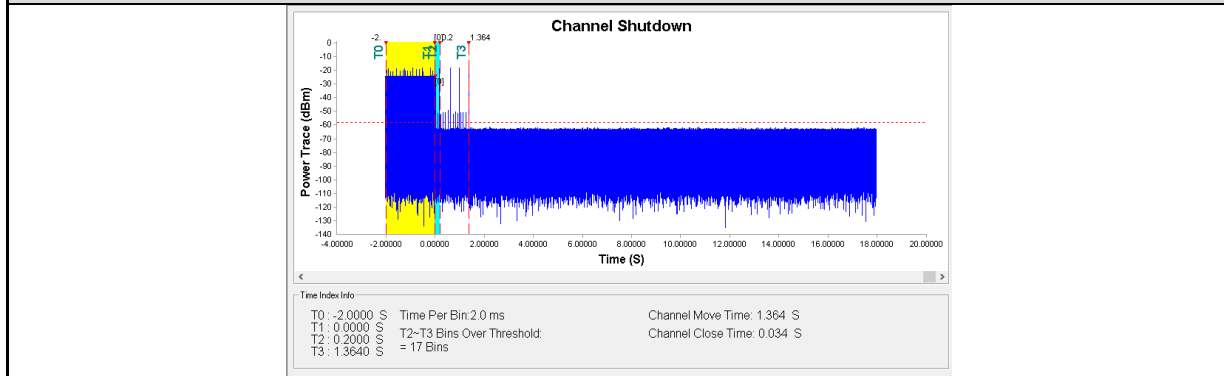 Channel Shutdown
-2. [0]0.2 1.364
T0 T1 T2 T3
[0]
Power Trace (dBm)
0
-10
-20
-30
-40
-50
-60
-70
-80
-90
-100
-110
-120
-130
-140
-4.00000 -2.00000 0.00000 2.00000 4.00000 6.00000 8.00000 10.00000 12.00000 14.00000 16.00000 18.00000 20.00000
Time (S)
Time Index Info
T0 : -2.0000 S
T1 : 0.0000 S
T2 : 0.2000 S
T3 : 1.3640 S
Time Per Bin:2.0 ms
T2~T3 Bins Over Threshold:
= 17 Bins
Channel Move Time: 1.364 S
Channel Close Time: 0.034 S